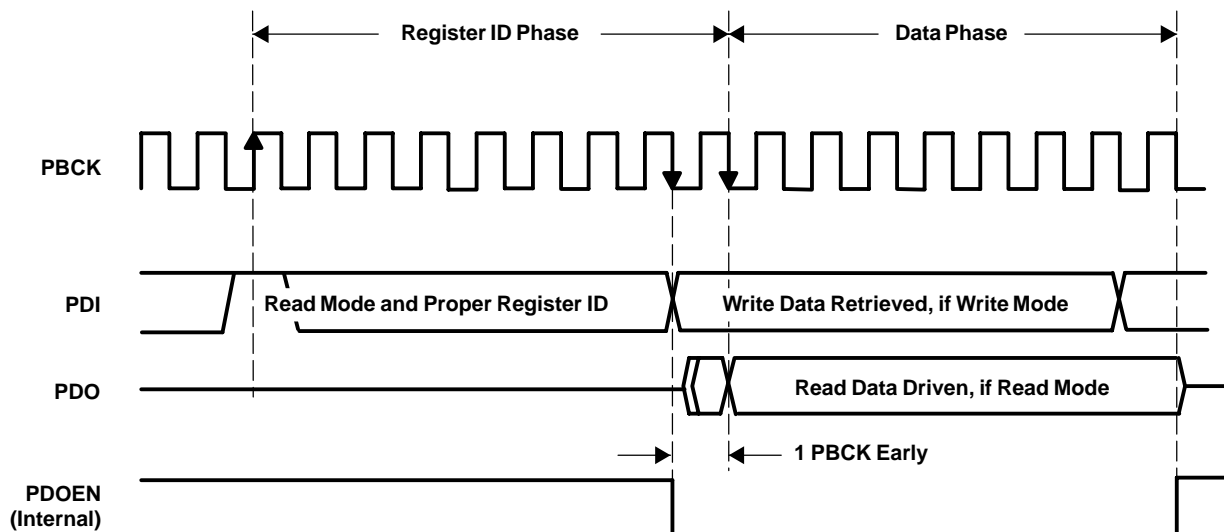 Register ID Phase
Data Phase
PBCK
PDI
Read Mode and Proper Register ID
Write Data Retrieved, if Write Mode
PDO
Read Data Driven, if Read Mode
1 PBCK Early
PDOEN
(Internal)